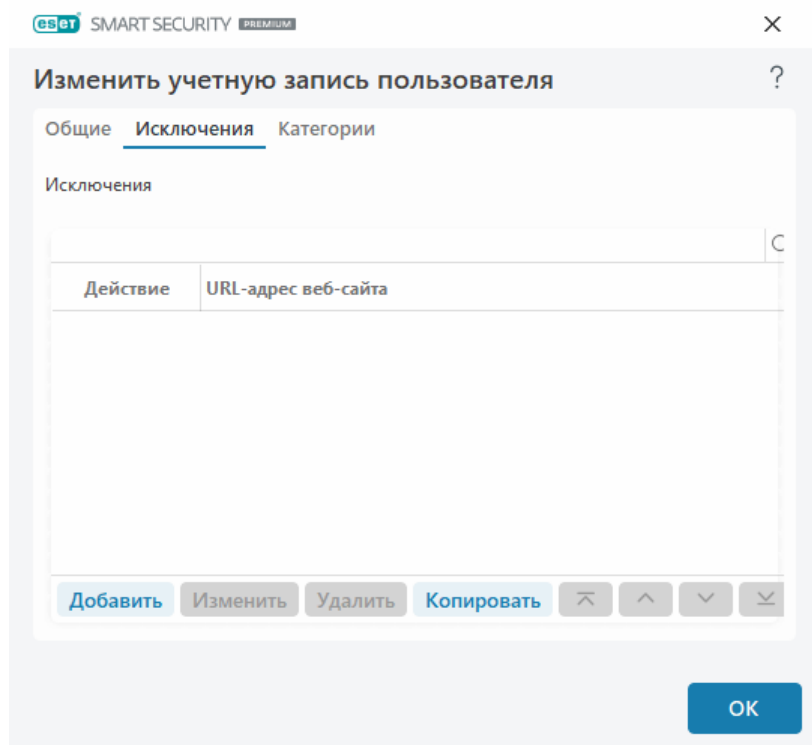 eset SMART SECURITY PREMIUM
Изменить учетную запись пользователя ?
Общие Исключения Категории
Исключения
Действие URL-адрес веб-сайта
Добавить Изменить Удалить Копировать
ОК